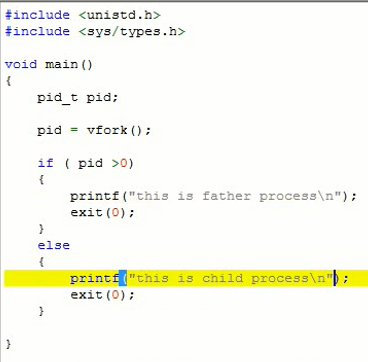 #include <unistd.h>
#include <sys/types.h>
void main()
{
pid_t pid;
pid = vfork();
if ( pid >0)
{
printf("this is father process\n");
exit(0);
}
else
{
printf("this is child process\n");
exit(0);
}
}